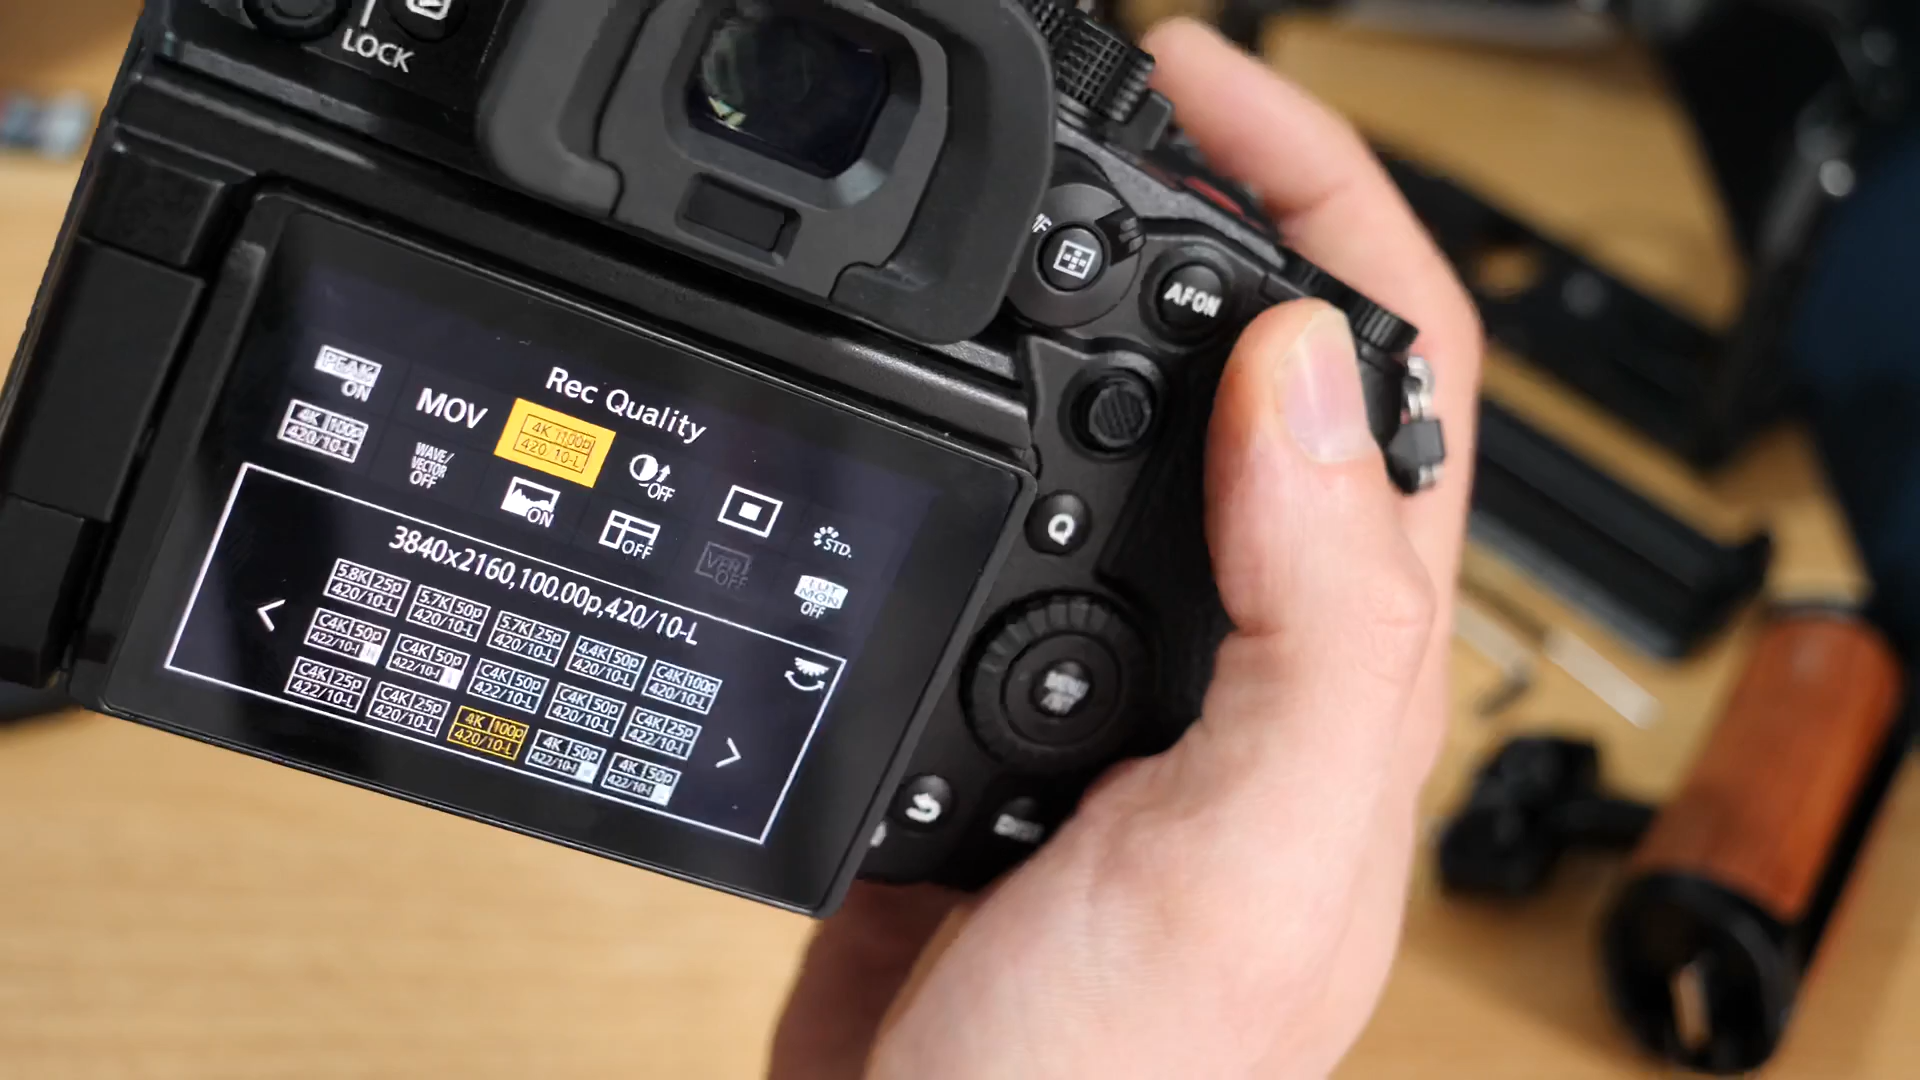 LOCK
AF ON
Rec Quality
PEAK ON
MOV
4K 100p 420/10-L
OFF
STD.
4K 100p 420/10-L
WAVE/VECTOR OFF
ON
OFF
OFF
LUT MON OFF
3840x2160,100.00p,420/10-L
5.8K 25p 420/10-L
5.7K 50p 420/10-L
5.7K 25p 420/10-L
4.4K 50p 420/10-L
C4K 100p 420/10-L
C4K 50p 422/10-I
C4K 50p 422/10-I
C4K 50p 422/10-L
C4K 50p 420/10-L
C4K 25p 422/10-L
C4K 25p 422/10-L
C4K 25p 420/10-L
4K 100p 420/10-L
4K 50p 422/10-I
4K 50p 422/10-I
Q